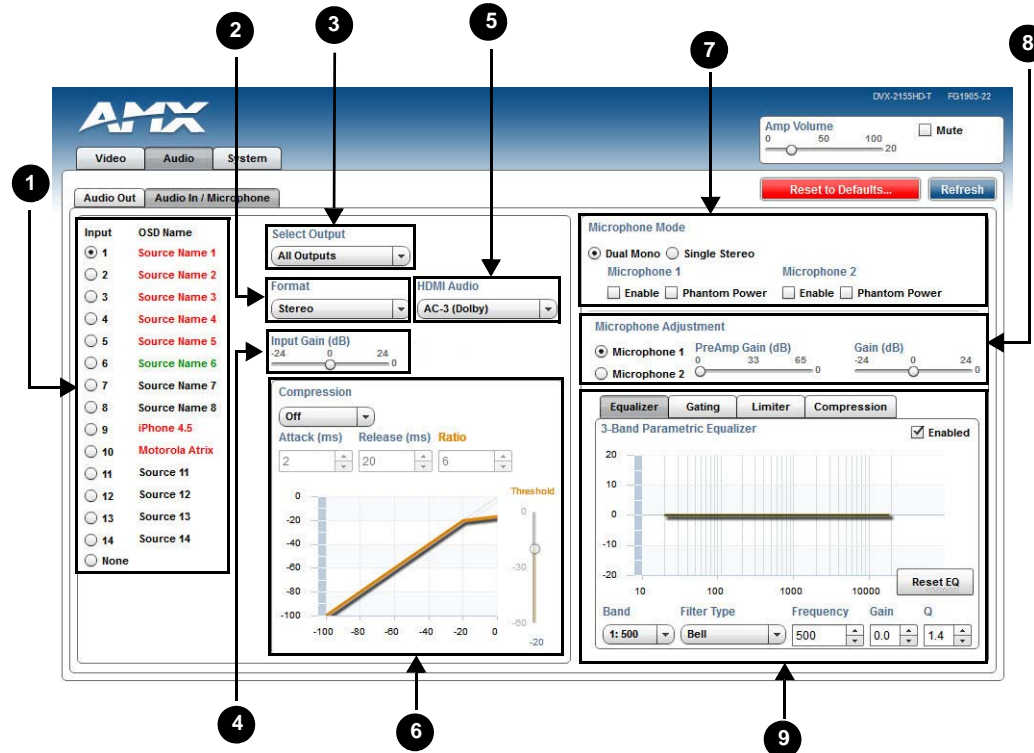 2
3
5
7
8
1
DVX-2155HD-T FG1905-22
AMX
Amp Volume
0 50 100
20
Mute
Video Audio System
Reset to Defaults... Refresh
Audio Out Audio In / Microphone
Input OSD Name
1 Source Name 1
2 Source Name 2
3 Source Name 3
4 Source Name 4
5 Source Name 5
6 Source Name 6
7 Source Name 7
8 Source Name 8
9 iPhone 4.5
10 Motorola Atrix
11 Source 11
12 Source 12
13 Source 13
14 Source 14
None
Select Output
All Outputs
Format
Stereo
HDMI Audio
AC-3 (Dolby)
Input Gain (dB)
-24 0 24
0
Compression
Off
Attack (ms) Release (ms) Ratio
2 20 6
Threshold
0
-20
-40
-60
-80
-100
-100 -80 -60 -40 -20 0
0
-30
-60
-20
Microphone Mode
Dual Mono Single Stereo
Microphone 1 Microphone 2
Enable Phantom Power Enable Phantom Power
Microphone Adjustment
Microphone 1
Microphone 2
PreAmp Gain (dB)
0 33 65
0
Gain (dB)
-24 0 24
0
Equalizer Gating Limiter Compression
3-Band Parametric Equalizer Enabled
20
10
0
-10
-20
10 100 1000 10000 100000
Reset EQ
Band Filter Type Frequency Gain Q
1: 500 Bell 500 0.0 1.4
4
6
9